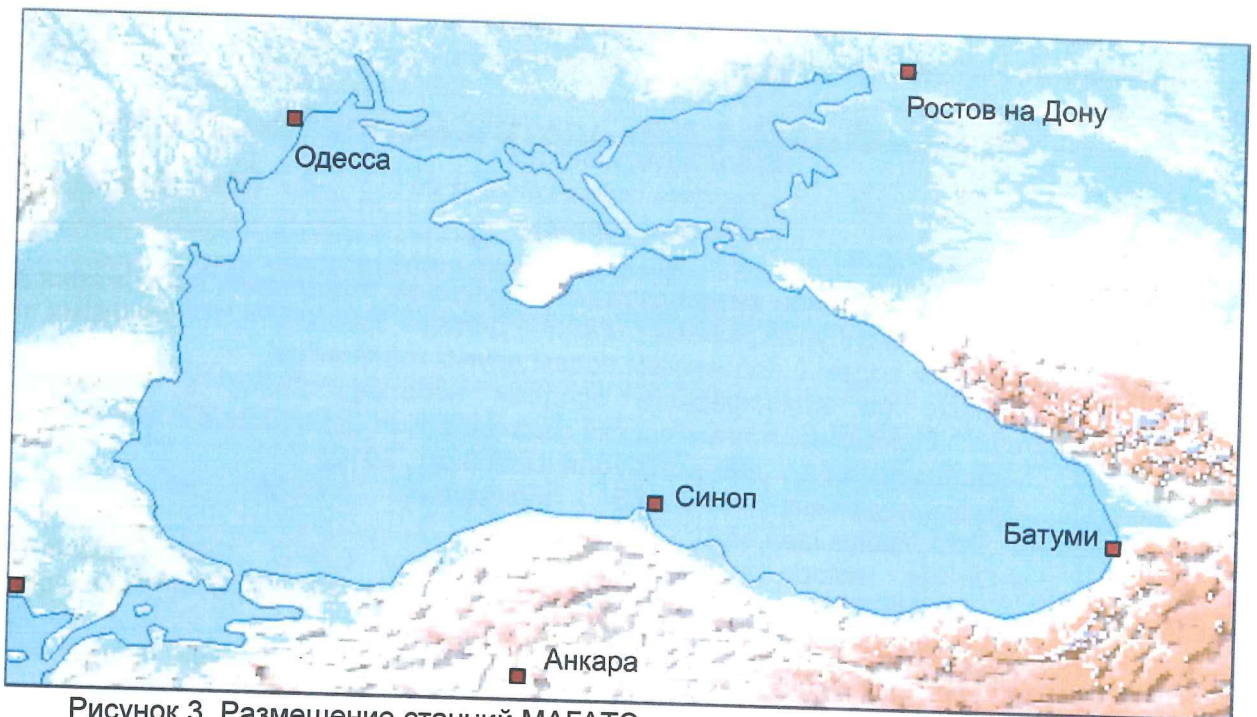 Одесса
Ростов на Дону
Синоп
Батуми
Анкара
Рисунок 3. Размещение станций МАГАТЭ